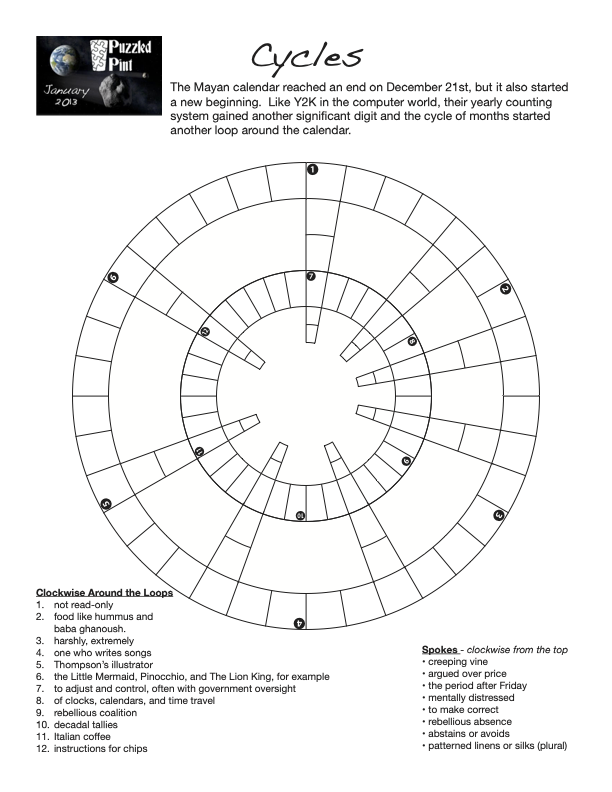 Puzzled
Pint
January
2013
Cycles
The Mayan calendar reached an end on December 21st, but it also started
a new beginning. Like Y2K in the computer world, their yearly counting
system gained another significant digit and the cycle of months started
another loop around the calendar.
1
2
3
4
5
6
7
8
9
10
11
12
Clockwise Around the Loops
1. not read-only
2. food like hummus and
baba ghanoush.
3. harshly, extremely
4. one who writes songs
5. Thompson's illustrator
6. the Little Mermaid, Pinocchio, and The Lion King, for example
7. to adjust and control, often with government oversight
8. of clocks, calendars, and time travel
9. rebellious coalition
10. decadal tallies
11. Italian coffee
12. instructions for chips
Spokes - clockwise from the top
• creeping vine
• argued over price
• the period after Friday
• mentally distressed
• to make correct
• rebellious absence
• abstains or avoids
• patterned linens or silks (plural)